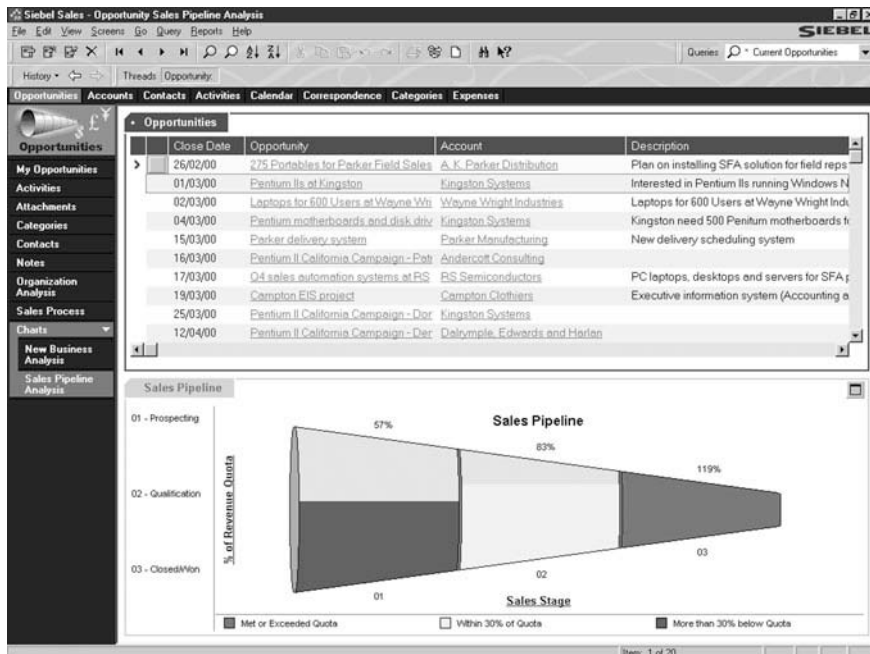 Siebel Sales - Opportunity Sales Pipeline Analysis
File Edit View Screens Go Query Reports Help
SIEBEL
Queries * Current Opportunities
History Threads Opportunity:
Opportunities Accounts Contacts Activities Calendar Correspondence Categories Expenses
Opportunities
My Opportunities
Activities
Attachments
Categories
Contacts
Notes
Organization
Analysis
Sales Process
Charts
New Business
Analysis
Sales Pipeline
Analysis
Opportunities
Close Date Opportunity Account Description
26/02/00 275 Portables for Parker Field Sales A. K. Parker Distribution Plan on installing SFA solution for field reps
01/03/00 Pentium IIs at Kingston Kingston Systems Interested in Pentium IIs running Windows N
02/03/00 Laptops for 600 Users at Wayne Wri Wayne Wright Industries Laptops for 600 Users at Wayne Wright Indu
04/03/00 Pentium motherboards and disk driv Kingston Systems Kingston need 500 Penitum motherboards fo
15/03/00 Parker delivery system Parker Manufacturing New delivery scheduling system
16/03/00 Pentium II California Campaign - Patr Andercott Consulting
17/03/00 Q4 sales automation systems at RS RS Semiconductors PC laptops, desktops and servers for SFA p
19/03/00 Campton EIS project Campton Clothiers Executive information system (Accounting a
25/03/00 Pentium II California Campaign - Dor Kingston Systems
12/04/00 Pentium II California Campaign - Der Dalrymple, Edwards and Harlan
Sales Pipeline
01 - Prospecting
02 - Qualification
03 - Closed/Won
Sales Pipeline
57%
83%
119%
% of Revenue Quota
01
02
03
Sales Stage
Met or Exceeded Quota Within 30% of Quota More than 30% below Quota
Item: 1 of 20